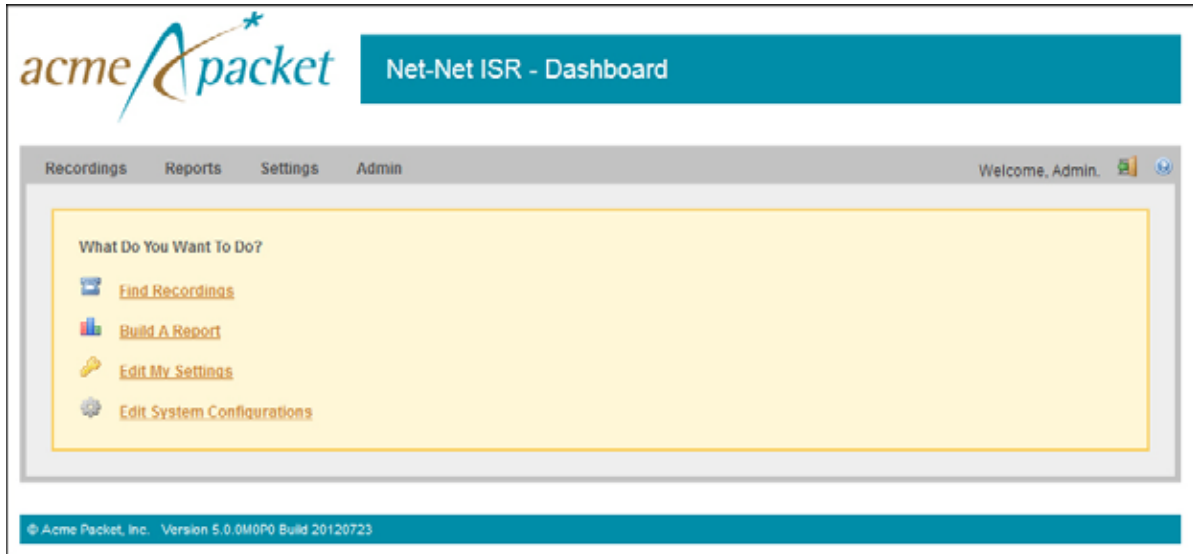 acme packet
Net-Net ISR - Dashboard
Recordings Reports Settings Admin Welcome, Admin.
What Do You Want To Do?
Find Recordings
Build A Report
Edit My Settings
Edit System Configurations
© Acme Packet, Inc. Version 5.0.0M0P0 Build 20120723